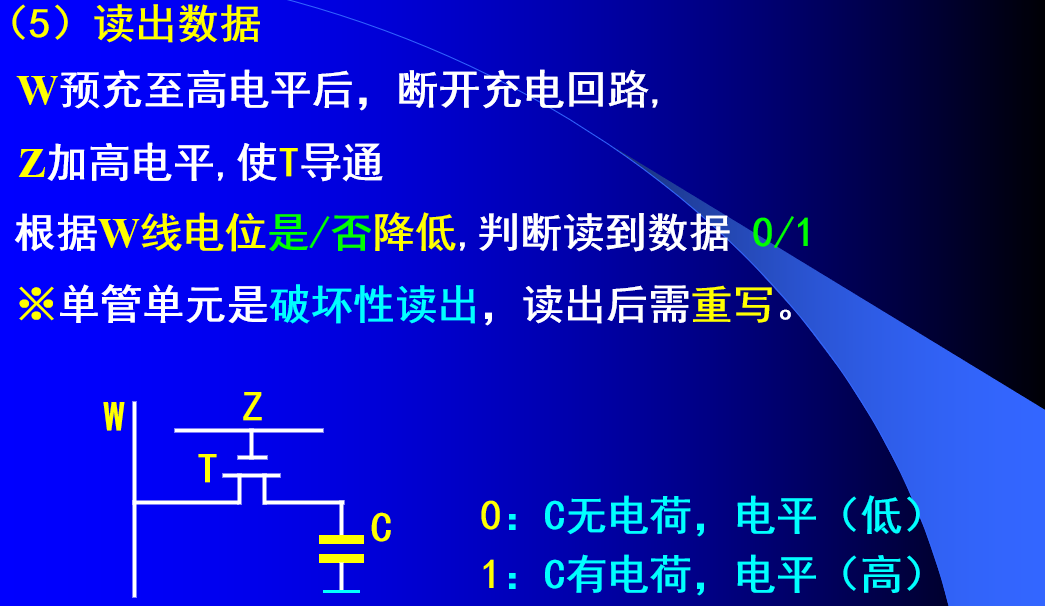 （5）读出数据
W预充至高电平后，断开充电回路,
Z加高电平,使T导通
根据W线电位是/否降低,判断读到数据 0/1
※单管单元是破坏性读出，读出后需重写。
W
Z
T
C
0：C无电荷，电平（低）
1：C有电荷，电平（高）